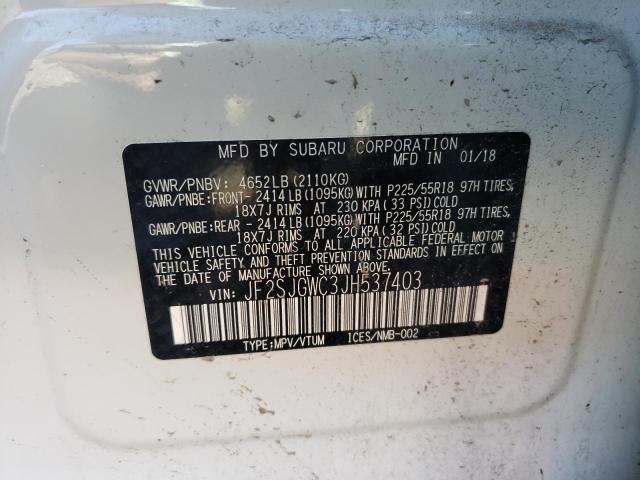 MFD BY SUBARU CORPORATION
MFD IN 01/18
GVWR/PNBV: 4652LB(2110KG)
GAWR/PNBE:FRONT- 2414LB(1095KG)WITH P225/55R18 97H TIRES,
18X7J RIMS AT 230 KPA(33 PSI)COLD
GAWR/PNBE:REAR - 2414LB(1095KG)WITH P225/55R18 97H TIRES,
18X7J RIMS AT 220 KPA(32 PSI)COLD
THIS VEHICLE CONFORMS TO ALL APPLICABLE FEDERAL MOTOR
VEHICLE SAFETY AND THEFT PREVENTION STANDARDS IN EFFECT ON
THE DATE OF MANUFACTURE SHOWN ABOVE.
VIN: JF2SJGWC3JH537403
TYPE:MPV/VTUM ICES/NMB-002